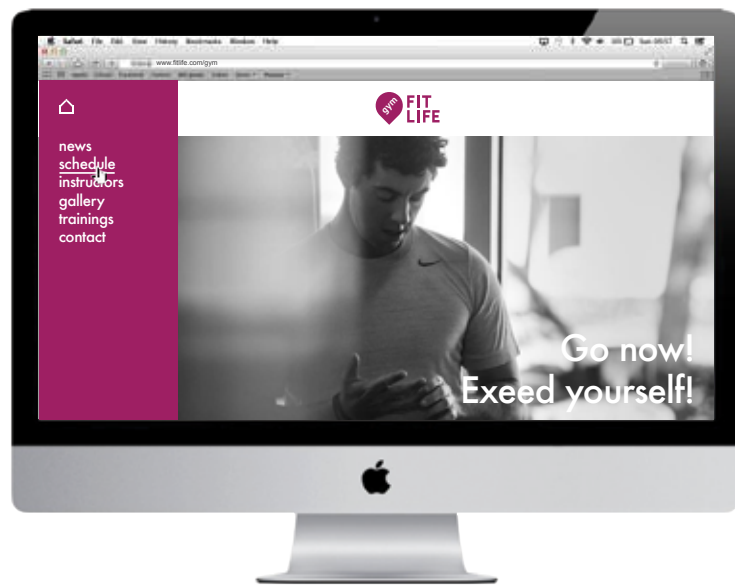 Safari File Edit View History Bookmarks Window Help
www.fitlife.com/gym
gym
FIT
LIFE
news
schedule
instructors
gallery
trainings
contact
Go now!
Exeed yourself!